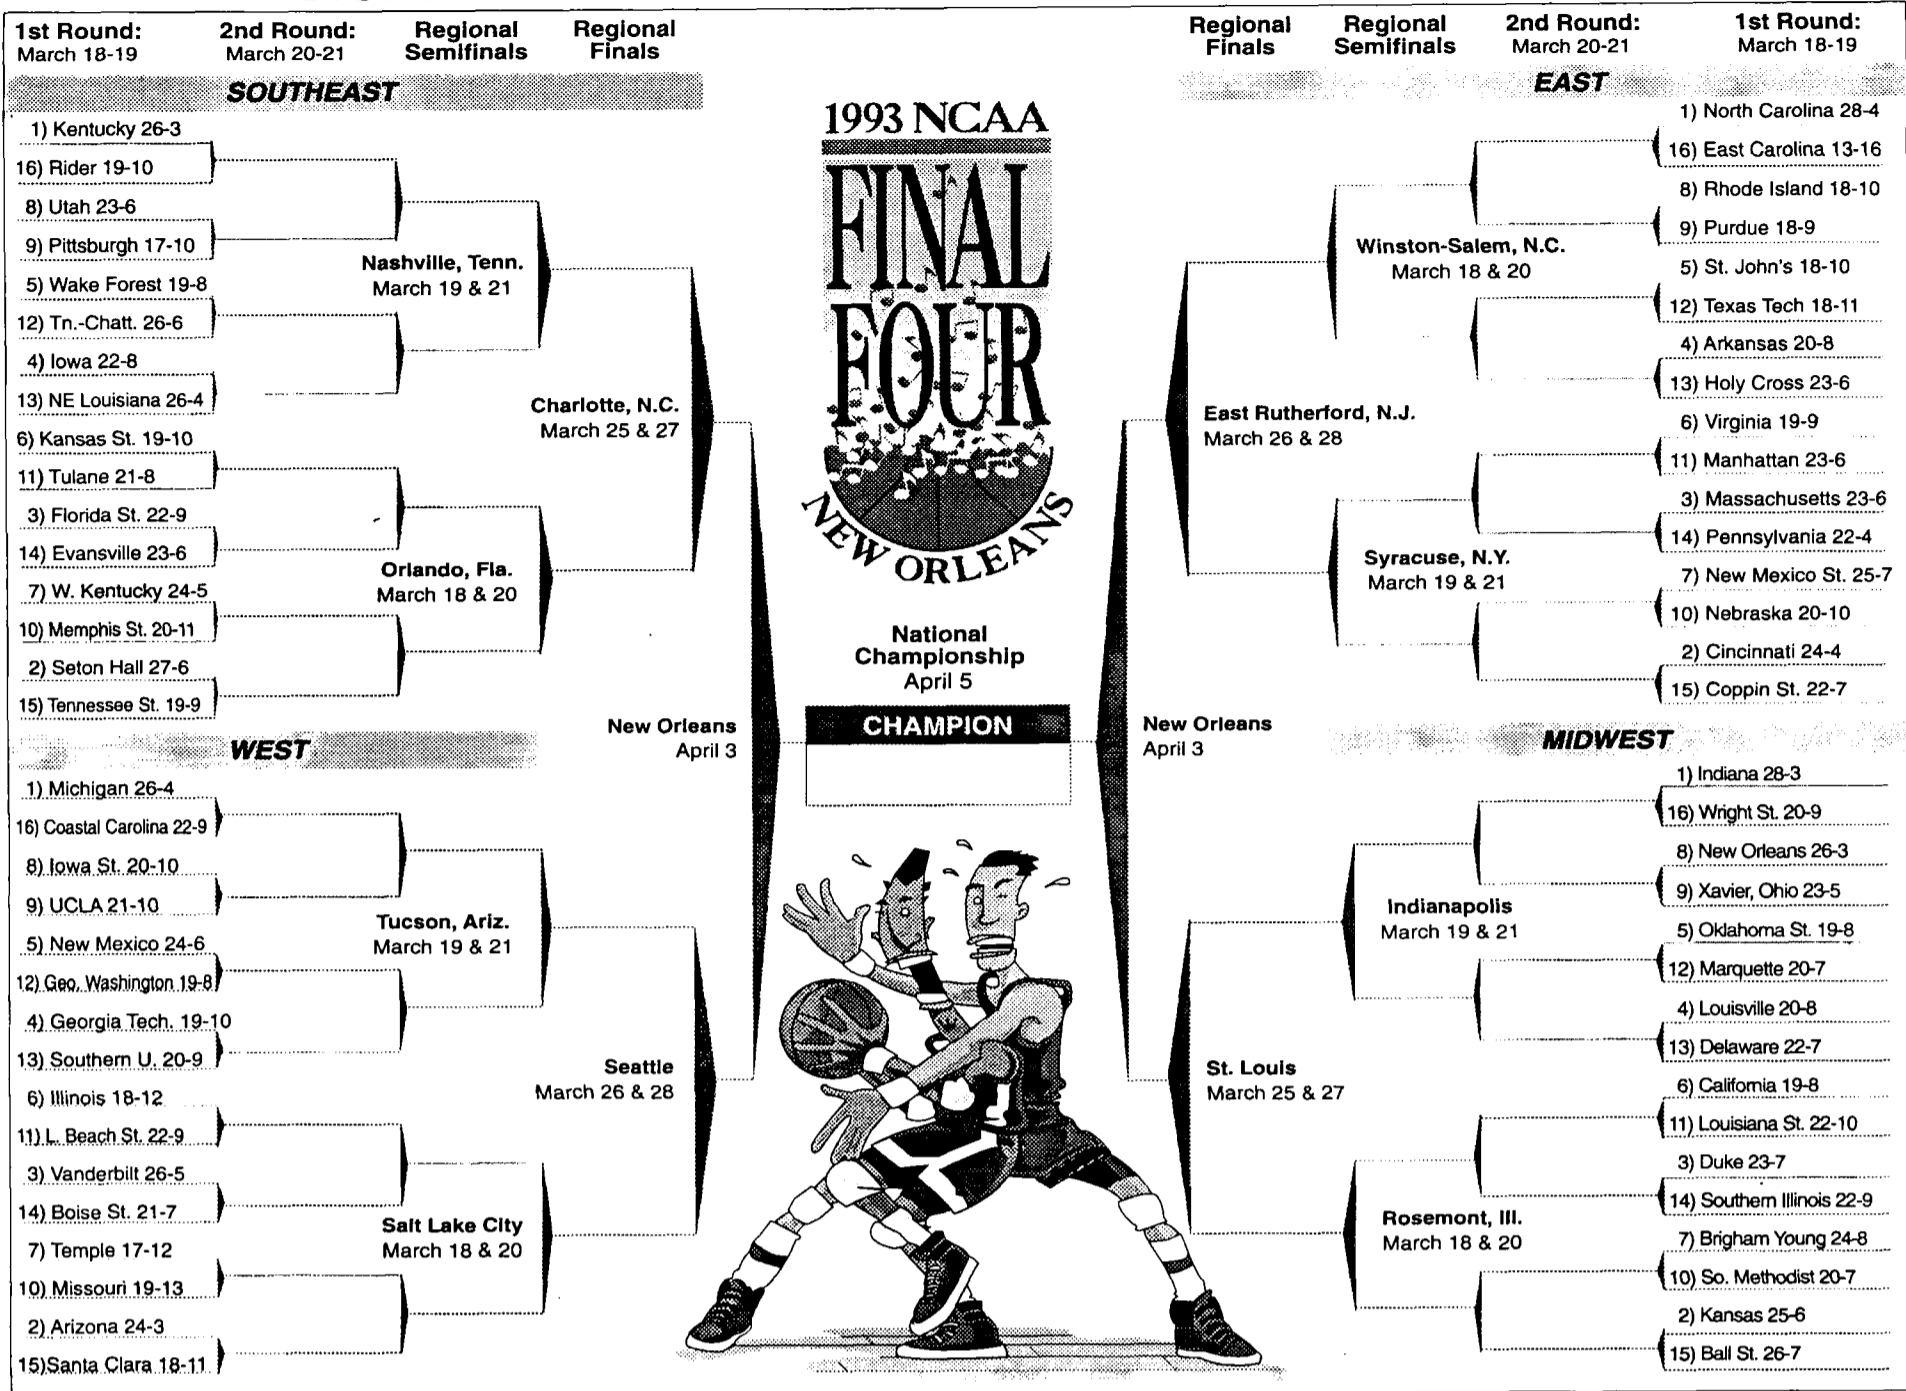 1st Round:
March 18-19
2nd Round:
March 20-21
Regional
Semifinals
Regional
Finals
SOUTHEAST
1) Kentucky 26-3
16) Rider 19-10
8) Utah 23-6
9) Pittsburgh 17-10
5) Wake Forest 19-8
12) Tn.-Chatt. 26-6
4) Iowa 22-8
13) NE Louisiana 26-4
6) Kansas St. 19-10
11) Tulane 21-8
3) Florida St. 22-9
14) Evansville 23-6
7) W. Kentucky 24-5
10) Memphis St. 20-11
2) Seton Hall 27-6
15) Tennessee St. 19-9
Nashville, Tenn.
March 19 & 21
Orlando, Fla.
March 18 & 20
Charlotte, N.C.
March 25 & 27
WEST
1) Michigan 26-4
16) Coastal Carolina 22-9
8) Iowa St. 20-10
9) UCLA 21-10
5) New Mexico 24-6
12) Geo. Washington 19-8
4) Georgia Tech. 19-10
13) Southern U. 20-9
6) Illinois 18-12
11) L. Beach St. 22-9
3) Vanderbilt 26-5
14) Boise St. 21-7
7) Temple 17-12
10) Missouri 19-13
2) Arizona 24-3
15)Santa Clara 18-11
Tucson, Ariz.
March 19 & 21
Salt Lake City
March 18 & 20
Seattle
March 26 & 28
New Orleans
April 3
1993 NCAA
FINAL
FOUR
NEW ORLEANS
National
Championship
April 5
CHAMPION
New Orleans
April 3
Regional
Finals
Regional
Semifinals
2nd Round:
March 20-21
1st Round:
March 18-19
EAST
1) North Carolina 28-4
16) East Carolina 13-16
8) Rhode Island 18-10
9) Purdue 18-9
5) St. John's 18-10
12) Texas Tech 18-11
4) Arkansas 20-8
13) Holy Cross 23-6
6) Virginia 19-9
11) Manhattan 23-6
3) Massachusetts 23-6
14) Pennsylvania 22-4
7) New Mexico St. 25-7
10) Nebraska 20-10
2) Cincinnati 24-4
15) Coppin St. 22-7
Winston-Salem, N.C.
March 18 & 20
Syracuse, N.Y.
March 19 & 21
East Rutherford, N.J.
March 26 & 28
MIDWEST
1) Indiana 28-3
16) Wright St. 20-9
8) New Orleans 26-3
9) Xavier, Ohio 23-5
5) Oklahoma St. 19-8
12) Marquette 20-7
4) Louisville 20-8
13) Delaware 22-7
6) California 19-8
11) Louisiana St. 22-10
3) Duke 23-7
14) Southern Illinois 22-9
7) Brigham Young 24-8
10) So. Methodist 20-7
2) Kansas 25-6
15) Ball St. 26-7
Indianapolis
March 19 & 21
Rosemont, Ill.
March 18 & 20
St. Louis
March 25 & 27